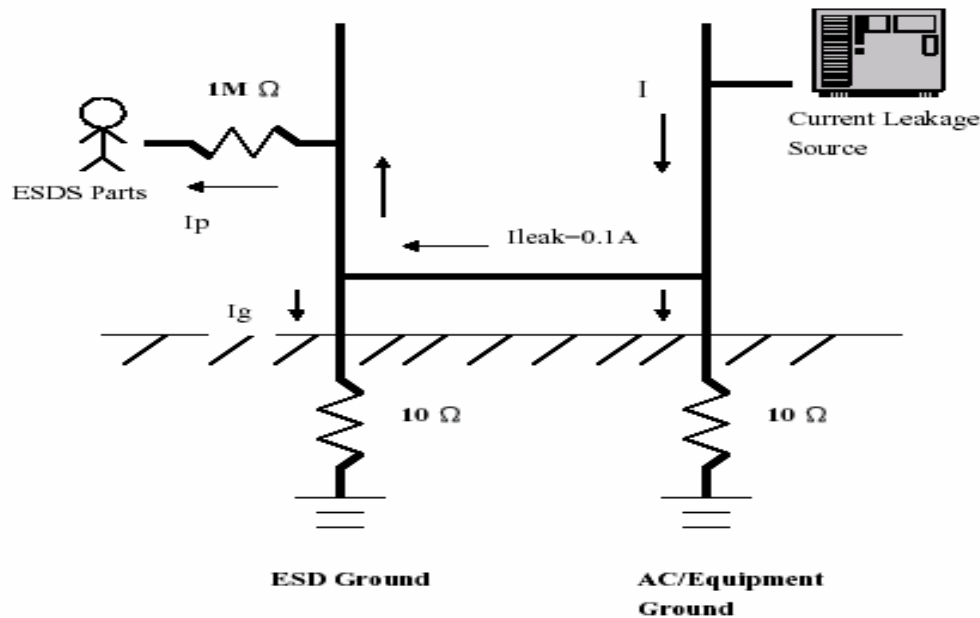 1M Ω
I
Current Leakage
Source
ESDS Parts
Ip
Ileak=0.1A
Ig
10 Ω
10 Ω
ESD Ground
AC/Equipment
Ground